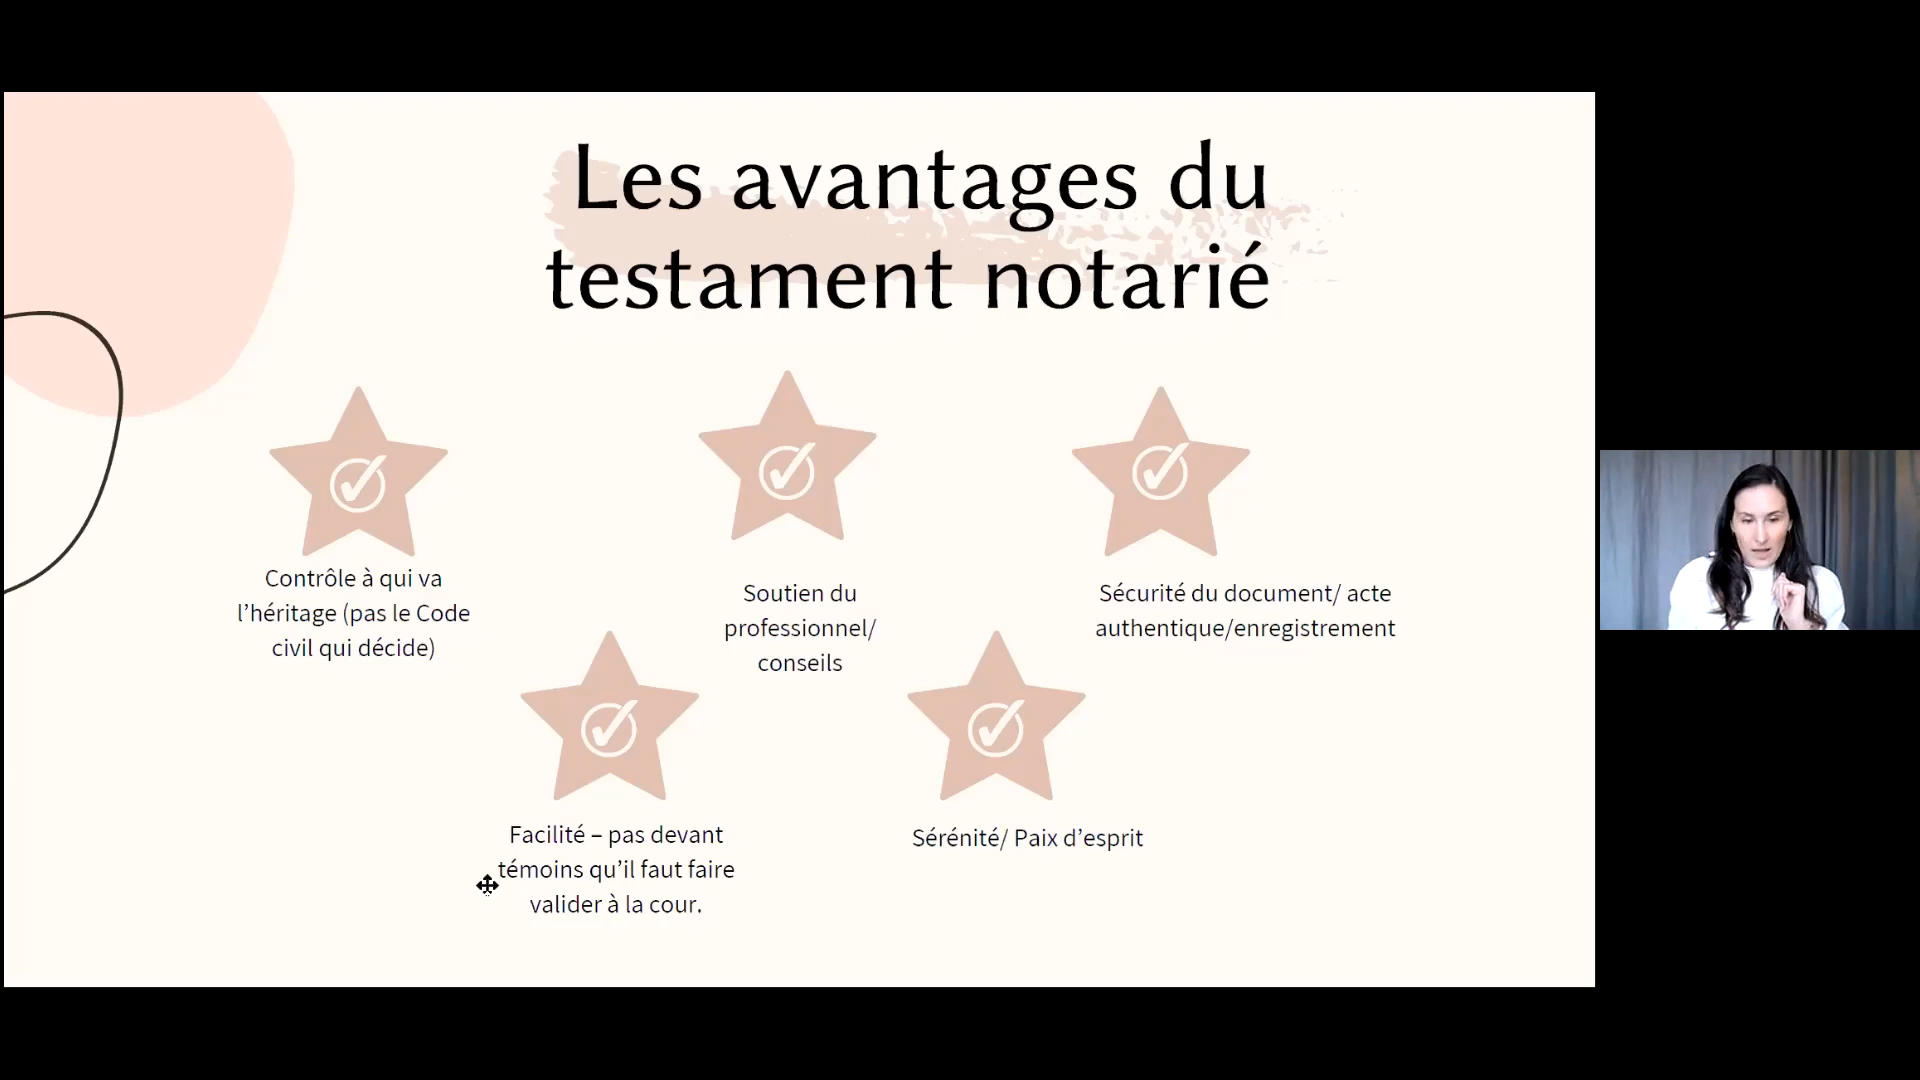 Les avantages du
testament notarié
Contrôle à qui va
l’héritage (pas le Code
civil qui décide)
Soutien du
professionnel/
conseils
Sécurité du document/ acte
authentique/enregistrement
Facilité – pas devant
témoins qu’il faut faire
valider à la cour.
Sérénité/ Paix d’esprit